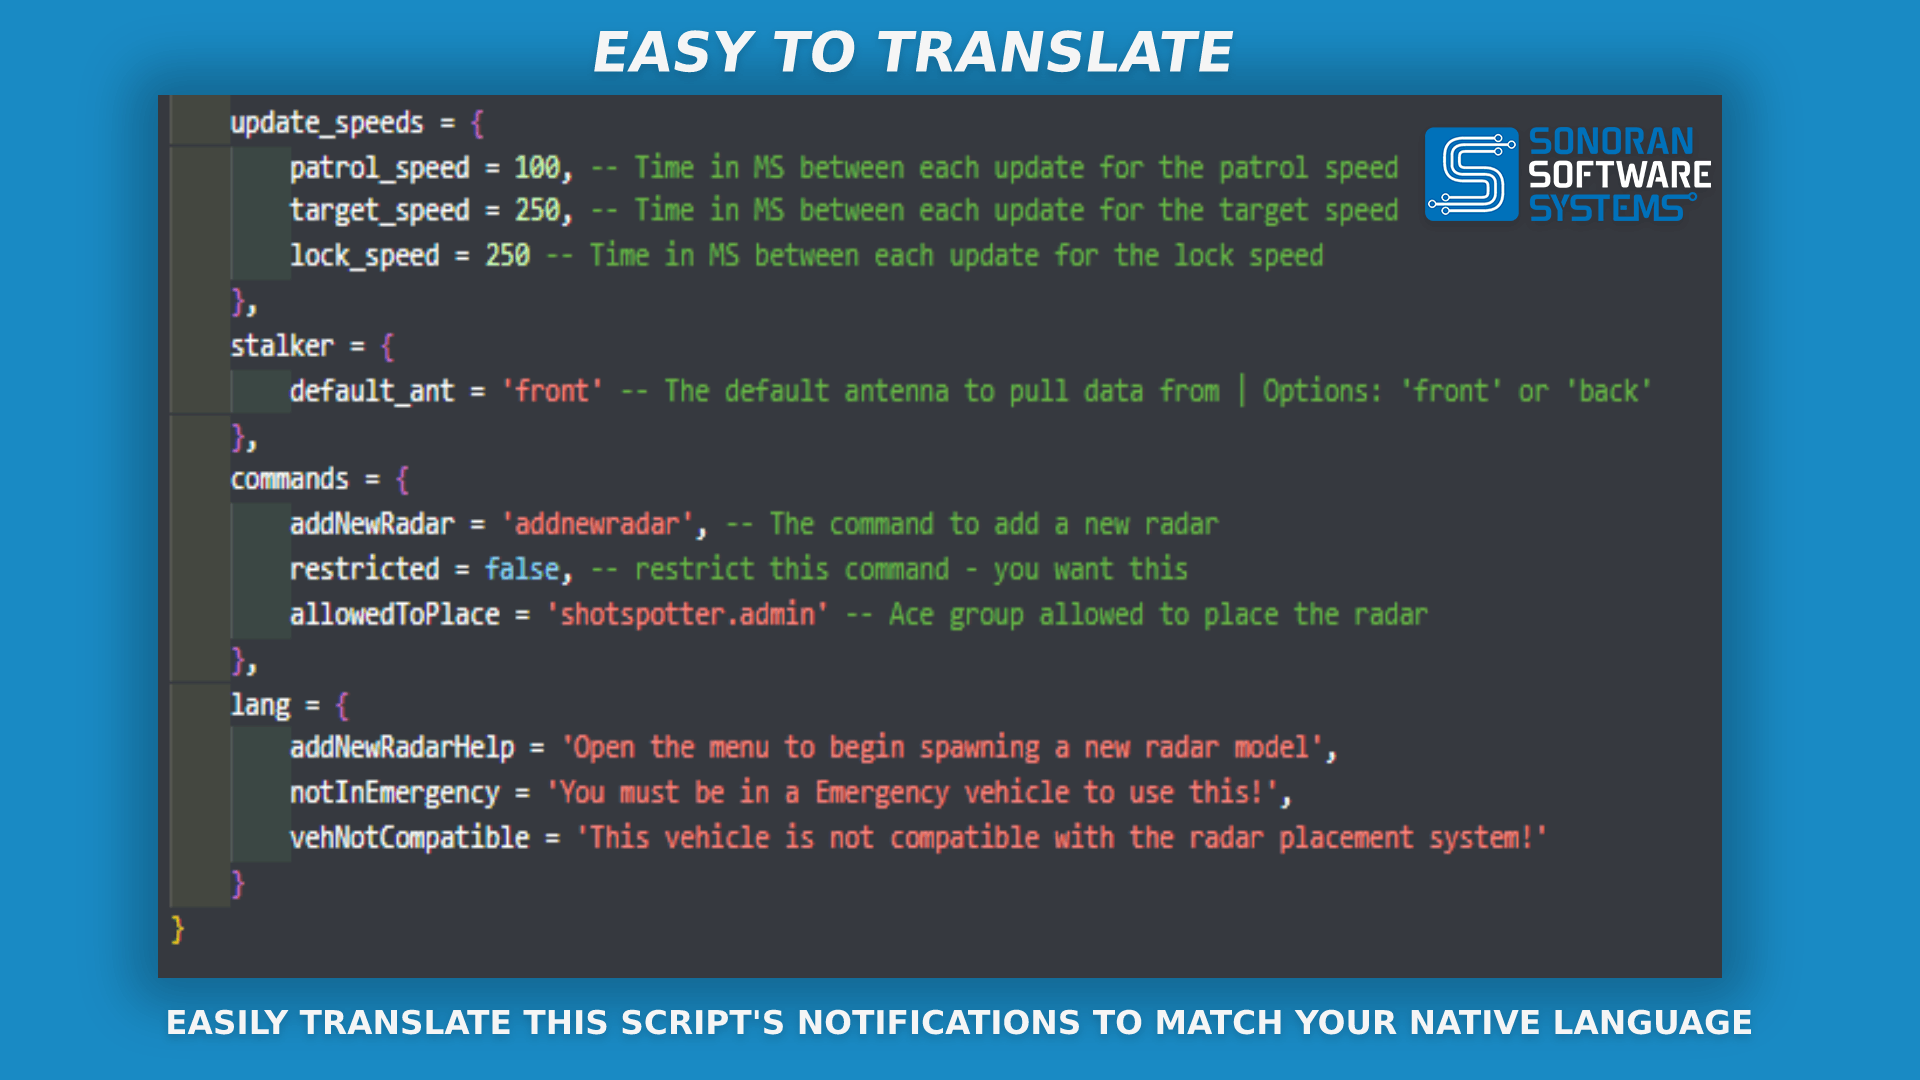 EASY TO TRANSLATE
update_speeds = {
patrol_speed = 100, -- Time in MS between each update for the patrol speed
target_speed = 250, -- Time in MS between each update for the target speed
lock_speed = 250 -- Time in MS between each update for the lock speed
},
stalker = {
default_ant = 'front' -- The default antenna to pull data from | Options: 'front' or 'back'
},
commands = {
addNewRadar = 'addnewradar', -- The command to add a new radar
restricted = false, -- restrict this command - you want this
allowedToPlace = 'shotspotter.admin' -- Ace group allowed to place the radar
},
lang = {
addNewRadarHelp = 'Open the menu to begin spawning a new radar model',
notInEmergency = 'You must be in a Emergency vehicle to use this!',
vehNotCompatible = 'This vehicle is not compatible with the radar placement system!'
}
}
SONORAN
SOFTWARE
SYSTEMS
EASILY TRANSLATE THIS SCRIPT'S NOTIFICATIONS TO MATCH YOUR NATIVE LANGUAGE